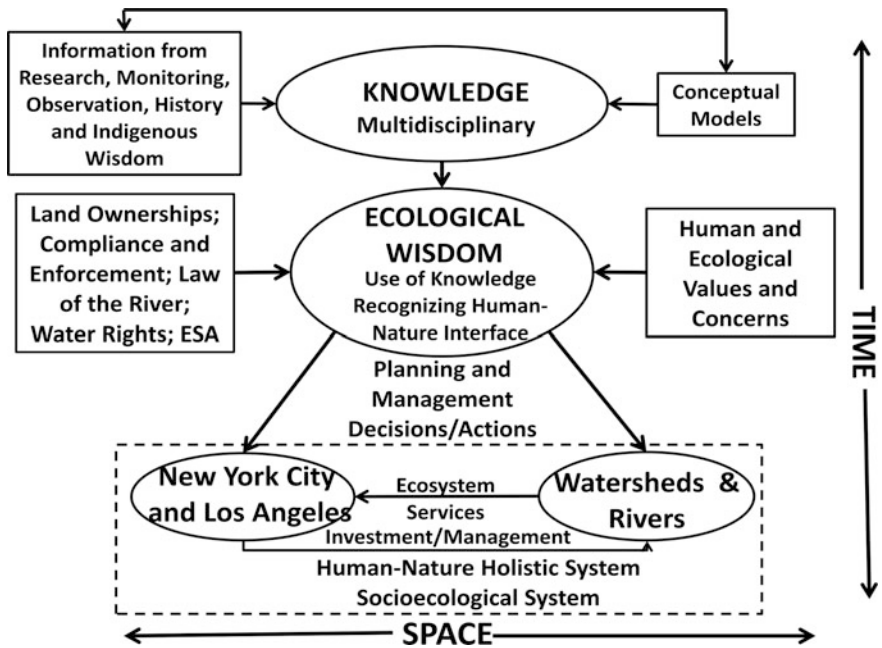 Information from
Research, Monitoring,
Observation, History
and Indigenous
Wisdom
KNOWLEDGE
Multidisciplinary
Conceptual
Models
Land Ownerships;
Compliance and
Enforcement; Law
of the River;
Water Rights; ESA
ECOLOGICAL
WISDOM
Use of Knowledge
Recognizing Human-
Nature Interface
Human and
Ecological
Values and
Concerns
TIME
Planning and
Management
Decisions/Actions
New York City
and Los Angeles
Ecosystem
Services
Watersheds &
Rivers
Investment/Management
Human-Nature Holistic System
Socioecological System
SPACE